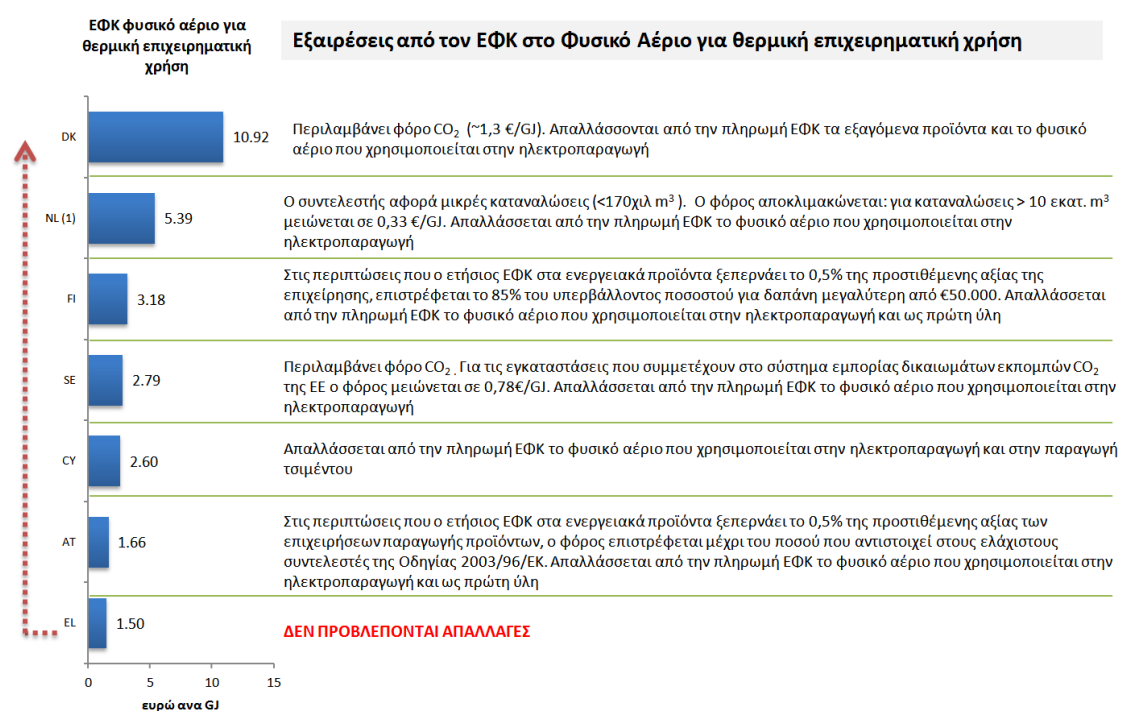 ΕΦΚ φυσικό αέριο για
θερμική επιχειρηματική
χρήση
Εξαιρέσεις από τον ΕΦΚ στο Φυσικό Αέριο για θερμική επιχειρηματική χρήση
DK
10.92
Περιλαμβάνει φόρο CO₂ (~1,3 €/GJ). Απαλλάσσονται από την πληρωμή ΕΦΚ τα εξαγόμενα προϊόντα και το φυσικό
αέριο που χρησιμοποιείται στην ηλεκτροπαραγωγή
NL (1)
5.39
Ο συντελεστής αφορά μικρές καταναλώσεις (<170χιλ m³ ). Ο φόρος αποκλιμακώνεται: για καταναλώσεις > 10 εκατ. m³
μειώνεται σε 0,33 €/GJ. Απαλλάσσεται από την πληρωμή ΕΦΚ το φυσικό αέριο που χρησιμοποιείται στην
ηλεκτροπαραγωγή
FI
3.18
Στις περιπτώσεις που ο ετήσιος ΕΦΚ στα ενεργειακά προϊόντα ξεπερνάει το 0,5% της προστιθέμενης αξίας της
επιχείρησης, επιστρέφεται το 85% του υπερβάλλοντος ποσοστού για δαπάνη μεγαλύτερη από €50.000. Απαλλάσσεται
από την πληρωμή ΕΦΚ το φυσικό αέριο που χρησιμοποιείται στην ηλεκτροπαραγωγή και ως πρώτη ύλη
SE
2.79
Περιλαμβάνει φόρο CO₂ . Για τις εγκαταστάσεις που συμμετέχουν στο σύστημα εμπορίας δικαιωμάτων εκπομπών CO₂
της ΕΕ ο φόρος μειώνεται σε 0,78€/GJ. Απαλλάσσεται από την πληρωμή ΕΦΚ το φυσικό αέριο που χρησιμοποιείται στην
ηλεκτροπαραγωγή
CY
2.60
Απαλλάσσεται από την πληρωμή ΕΦΚ το φυσικό αέριο που χρησιμοποιείται στην ηλεκτροπαραγωγή και στην παραγωγή
τσιμέντου
AT
1.66
Στις περιπτώσεις που ο ετήσιος ΕΦΚ στα ενεργειακά προϊόντα ξεπερνάει το 0,5% της προστιθέμενης αξίας των
επιχειρήσεων παραγωγής προϊόντων, ο φόρος επιστρέφεται μέχρι του ποσού που αντιστοιχεί στους ελάχιστους
συντελεστές της Οδηγίας 2003/96/ΕΚ. Απαλλάσσεται από την πληρωμή ΕΦΚ το φυσικό αέριο που χρησιμοποιείται στην
ηλεκτροπαραγωγή και ως πρώτη ύλη
EL
1.50
ΔΕΝ ΠΡΟΒΛΕΠΟΝΤΑΙ ΑΠΑΛΛΑΓΕΣ
0 5 10 15
ευρώ ανα GJ